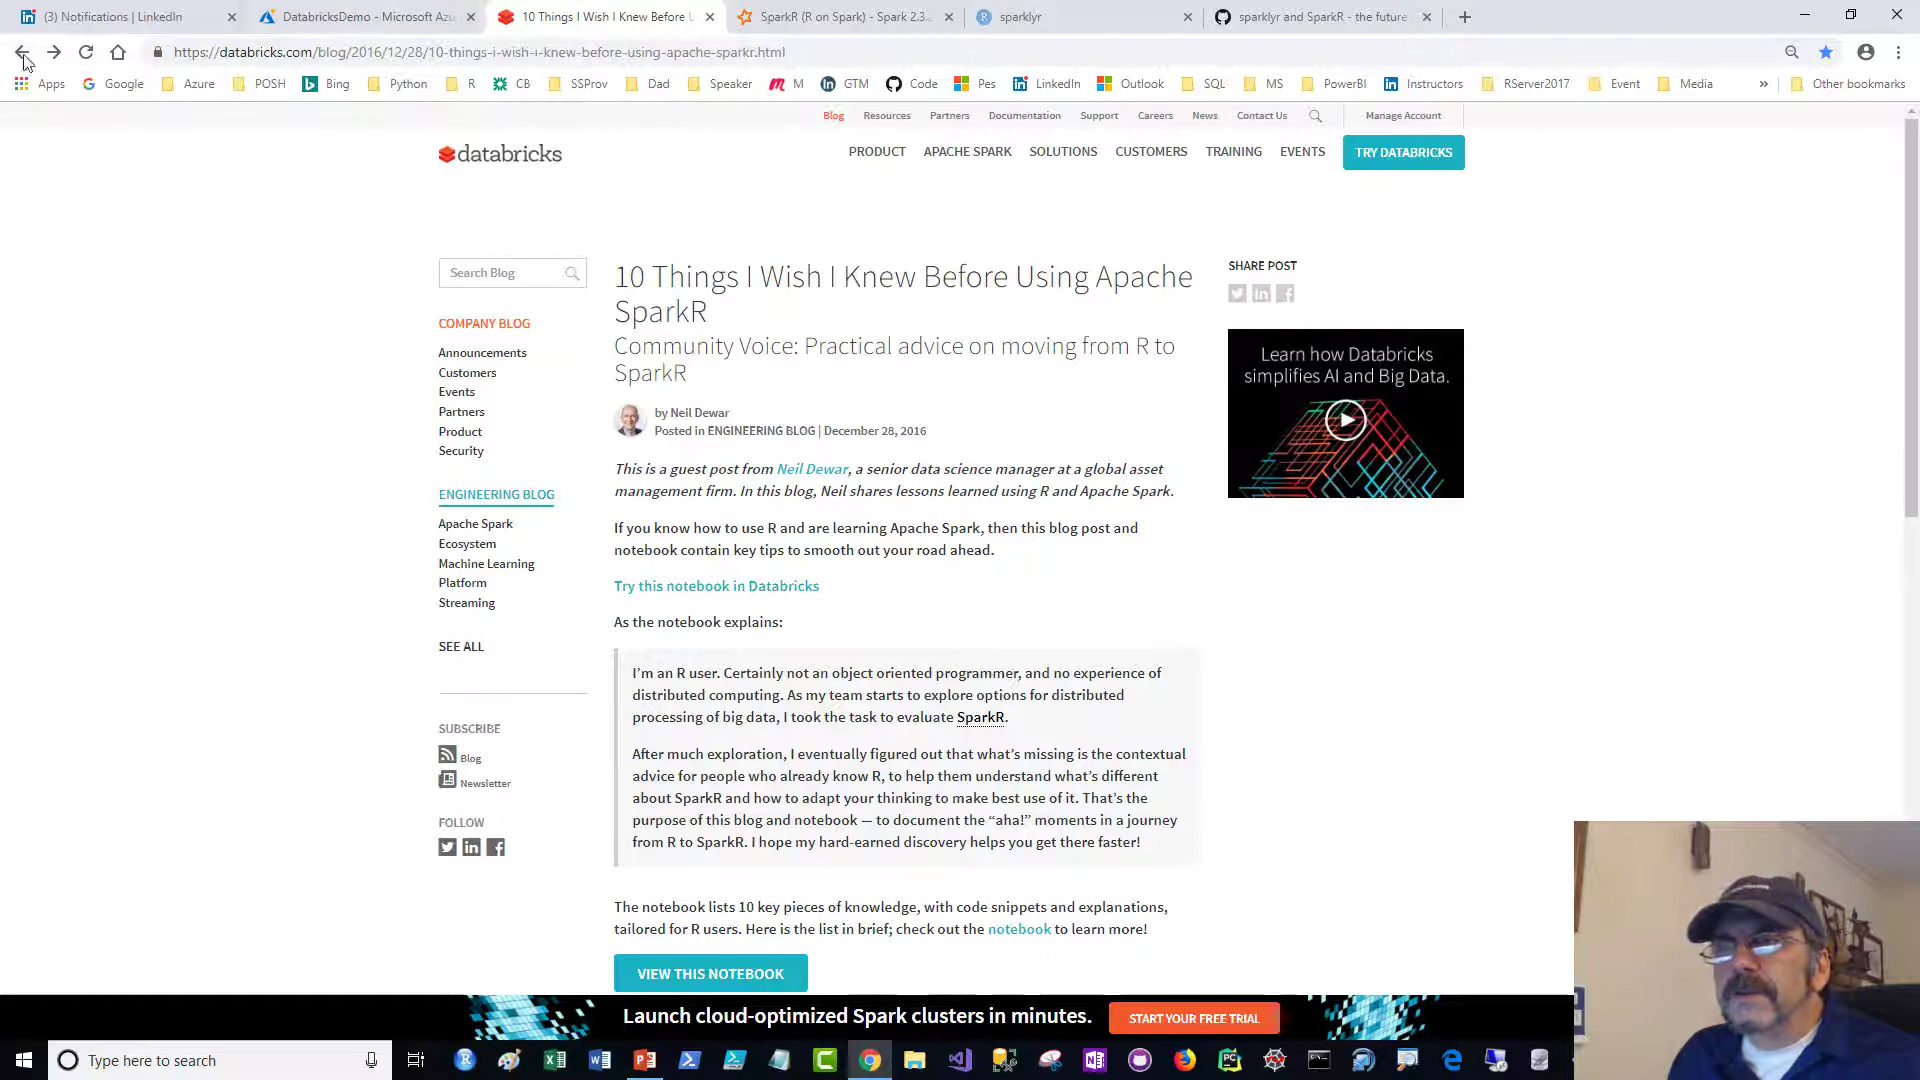 (3) Notifications | LinkedIn
DatabricksDemo - Microsoft Azu
10 Things I Wish I Knew Before U
SparkR (R on Spark) - Spark 2.3.
sparklyr
sparklyr and SparkR - the future
https://databricks.com/blog/2016/12/28/10-things-i-wish-i-knew-before-using-apache-sparkr.html
Apps Google Azure POSH Bing Python R CB SSProv Dad Speaker M GTM Code Pes LinkedIn Outlook SQL MS PowerBI Instructors RServer2017 Event Media » Other bookmarks
Blog Resources Partners Documentation Support Careers News Contact Us Manage Account
databricks
PRODUCT APACHE SPARK SOLUTIONS CUSTOMERS TRAINING EVENTS TRY DATABRICKS
Search Blog
COMPANY BLOG
Announcements
Customers
Events
Partners
Product
Security
ENGINEERING BLOG
Apache Spark
Ecosystem
Machine Learning
Platform
Streaming
SEE ALL
SUBSCRIBE
Blog
Newsletter
FOLLOW
10 Things I Wish I Knew Before Using Apache
SparkR
Community Voice: Practical advice on moving from R to
SparkR
by Neil Dewar
Posted in ENGINEERING BLOG | December 28, 2016
This is a guest post from Neil Dewar, a senior data science manager at a global asset
management firm. In this blog, Neil shares lessons learned using R and Apache Spark.
If you know how to use R and are learning Apache Spark, then this blog post and
notebook contain key tips to smooth out your road ahead.
Try this notebook in Databricks
As the notebook explains:
I'm an R user. Certainly not an object oriented programmer, and no experience of
distributed computing. As my team starts to explore options for distributed
processing of big data, I took the task to evaluate SparkR.
After much exploration, I eventually figured out that what's missing is the contextual
advice for people who already know R, to help them understand what's different
about SparkR and how to adapt your thinking to make best use of it. That's the
purpose of this blog and notebook — to document the “aha!” moments in a journey
from R to SparkR. I hope my hard-earned discovery helps you get there faster!
The notebook lists 10 key pieces of knowledge, with code snippets and explanations,
tailored for R users. Here is the list in brief; check out the notebook to learn more!
VIEW THIS NOTEBOOK
SHARE POST
Learn how Databricks
simplifies AI and Big Data.
Launch cloud-optimized Spark clusters in minutes.
START YOUR FREE TRIAL
Type here to search